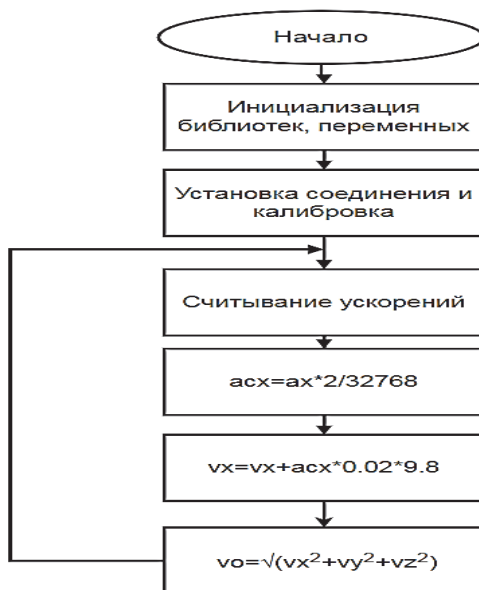 Начало
Инициализация
библиотек, переменных
Установка соединения и
калибровка
Считывание ускорений
acx=ax*2/32768
vx=vx+acx*0.02*9.8
vo=√(vx²+vy²+vz²)